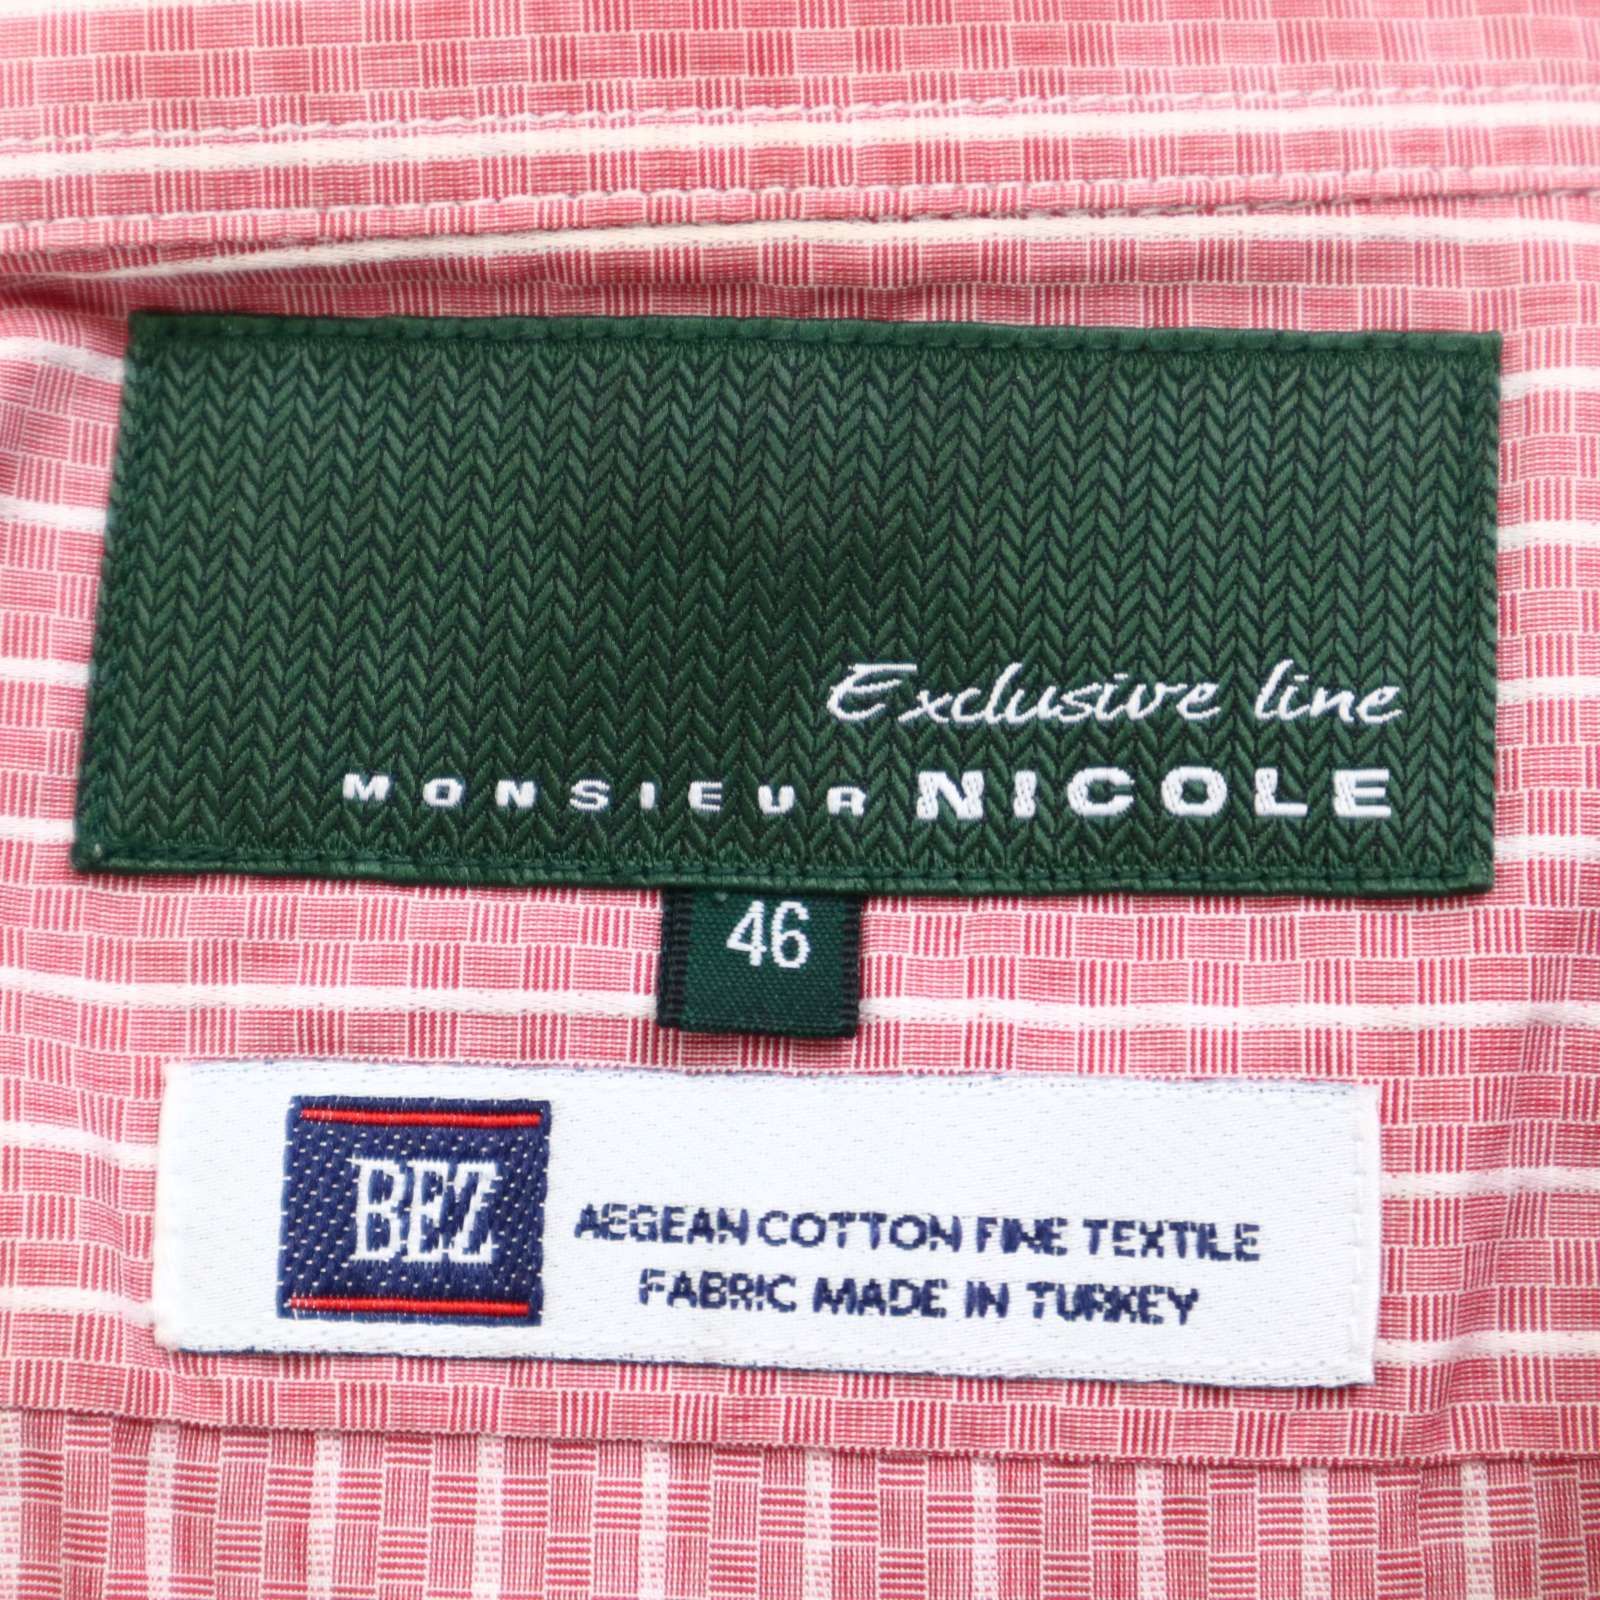 Exclusive line
MONSIEUR NICOLE
46
BEZ
AEGEAN COTTON FINE TEXTILE
FABRIC MADE IN TURKEY